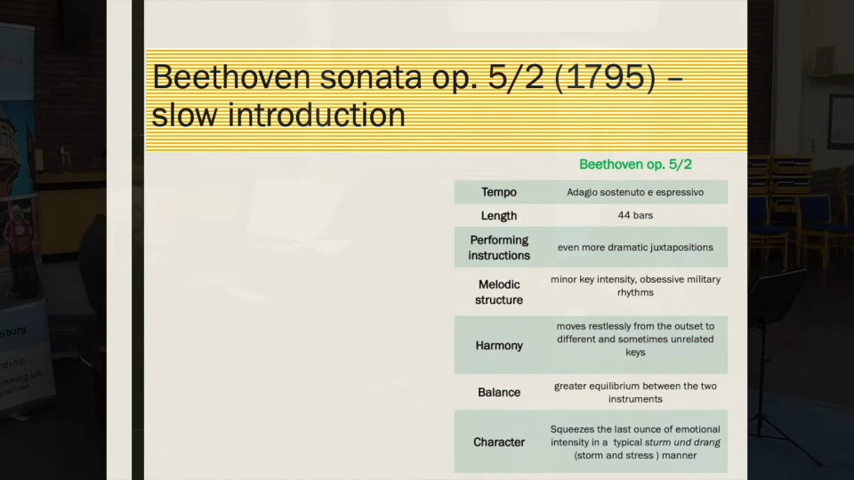 Beethoven sonata op. 5/2 (1795) –
slow introduction
Beethoven op. 5/2
Tempo
Adagio sostenuto e espressivo
Length
44 bars
Performing
instructions
even more dramatic juxtapositions
Melodic
structure
minor key intensity, obsessive military
rhythms
Harmony
moves restlessly from the outset to
different and sometimes unrelated
keys
Balance
greater equilibrium between the two
instruments
Character
Squeezes the last ounce of emotional
intensity in a typical sturm und drang
(storm and stress ) manner